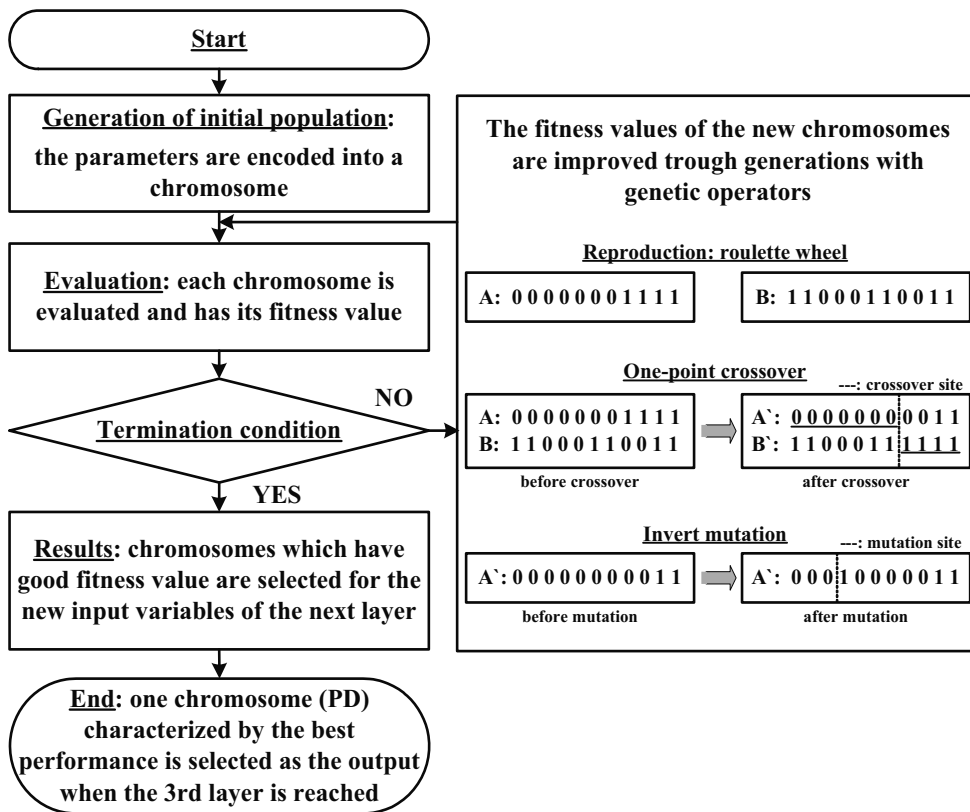 Start
Generation of initial population:
the parameters are encoded into a
chromosome
Evaluation: each chromosome is
evaluated and has its fitness value
Termination condition
NO
YES
Results: chromosomes which have
good fitness value are selected for the
new input variables of the next layer
End: one chromosome (PD)
characterized by the best
performance is selected as the output
when the 3rd layer is reached
The fitness values of the new chromosomes
are improved trough generations with
genetic operators
Reproduction: roulette wheel
A: 0 0 0 0 0 0 0 1 1 1 1
B: 1 1 0 0 0 1 1 0 0 1 1
One-point crossover
---: crossover site
A: 0 0 0 0 0 0 0 1 1 1 1
B: 1 1 0 0 0 1 1 0 0 1 1
before crossover
A`: 0 0 0 0 0 0 0 0 0 1 1
B`: 1 1 0 0 0 1 1 1 1 1 1
after crossover
Invert mutation
---: mutation site
A`: 0 0 0 0 0 0 0 0 0 1 1
before mutation
A`: 0 0 0 1 0 0 0 0 0 1 1
after mutation